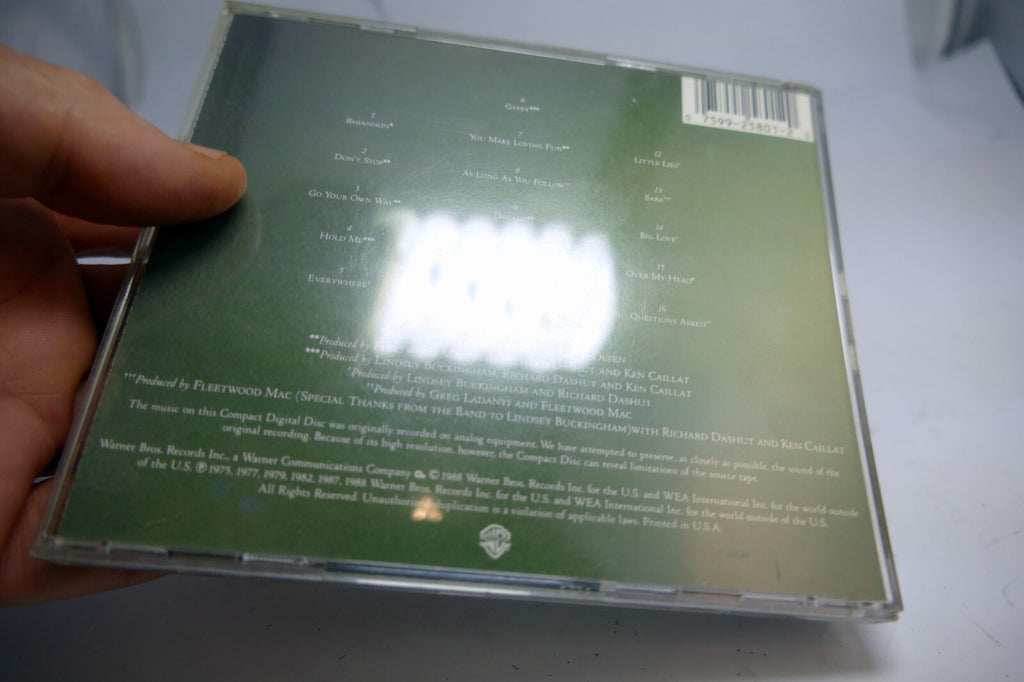 1
RHIANNON*
2
DON'T STOP**
GO YOUR OWN WAY**
4
HOLD ME***
5
EVERYWHERE†
GYPSY***
7
YOU MAKE LOVING FUN**
8
AS LONG AS YOU FOLLOW††
9
DREAMS**
12
LITTLE LIES†
13
SARA†††
14
BIG LOVE†
15
OVER MY HEAD*
16
NO QUESTIONS ASKED††
7599-25801-2
OLSEN
**Produced by HUT AND KEN CAILLAT
***Produced by LINDSEY BUCKINGHAM, RICHARD DASHUT AND KEN CAILLAT
†Produced by LINDSEY BUCKINGHAM AND RICHARD DASHUT
††Produced by GREG LADANYI AND FLEETWOOD MAC
†††Produced by FLEETWOOD MAC (SPECIAL THANKS FROM THE BAND TO LINDSEY BUCKINGHAM)WITH RICHARD DASHUT AND KEN CAILLAT
The music on this Compact Digital Disc was originally recorded on analog equipment. We have attempted to preserve, as closely as possible, the sound of the
original recording. Because of its high resolution, however, the Compact Disc can reveal limitations of the source tape.
Warner Bros. Records Inc., a Warner Communications Company © 1988 Warner Bros. Records Inc. for the U.S. and WEA International Inc. for the world outside
of the U.S. ℗ 1975, 1977, 1979, 1982, 1987, 1988 Warner Bros. Records Inc. for the U.S. and WEA International Inc. for the world outside of the U.S.
All Rights Reserved. is a violation of applicable laws. Printed in U.S.A.